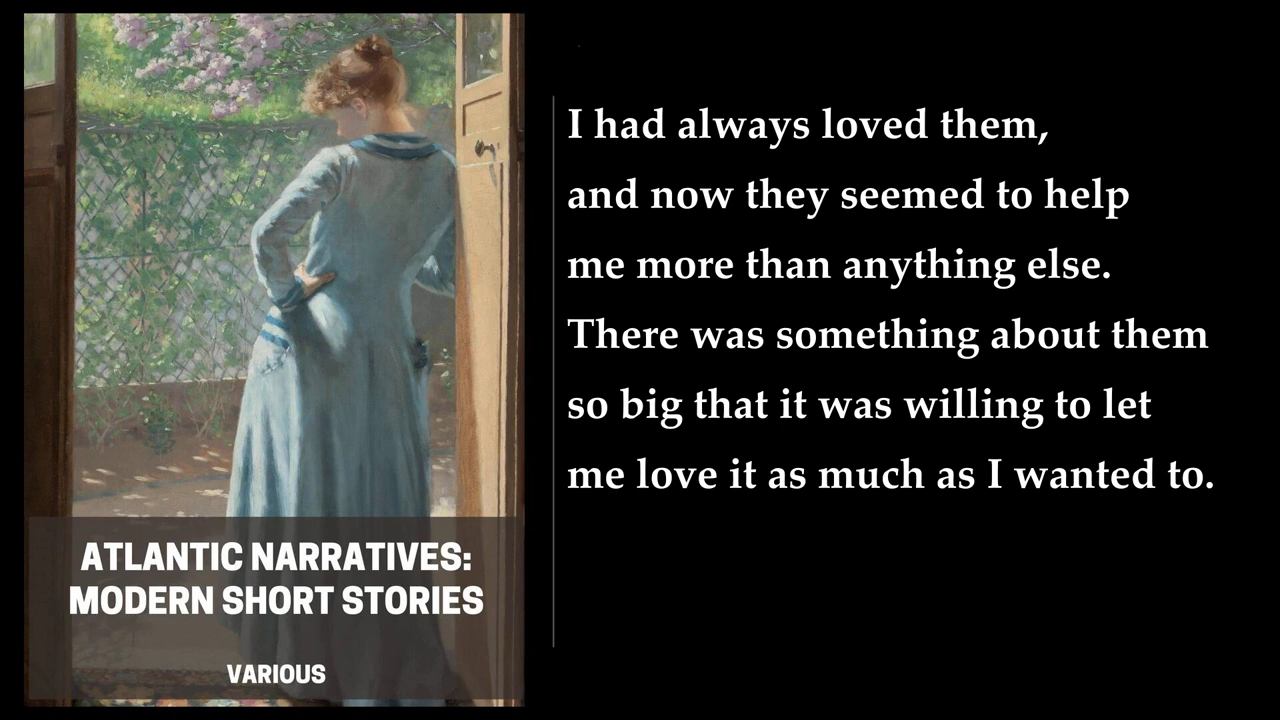 I had always loved them,
and now they seemed to help
me more than anything else.
There was something about them
so big that it was willing to let
me love it as much as I wanted to.
ATLANTIC NARRATIVES:
MODERN SHORT STORIES
VARIOUS